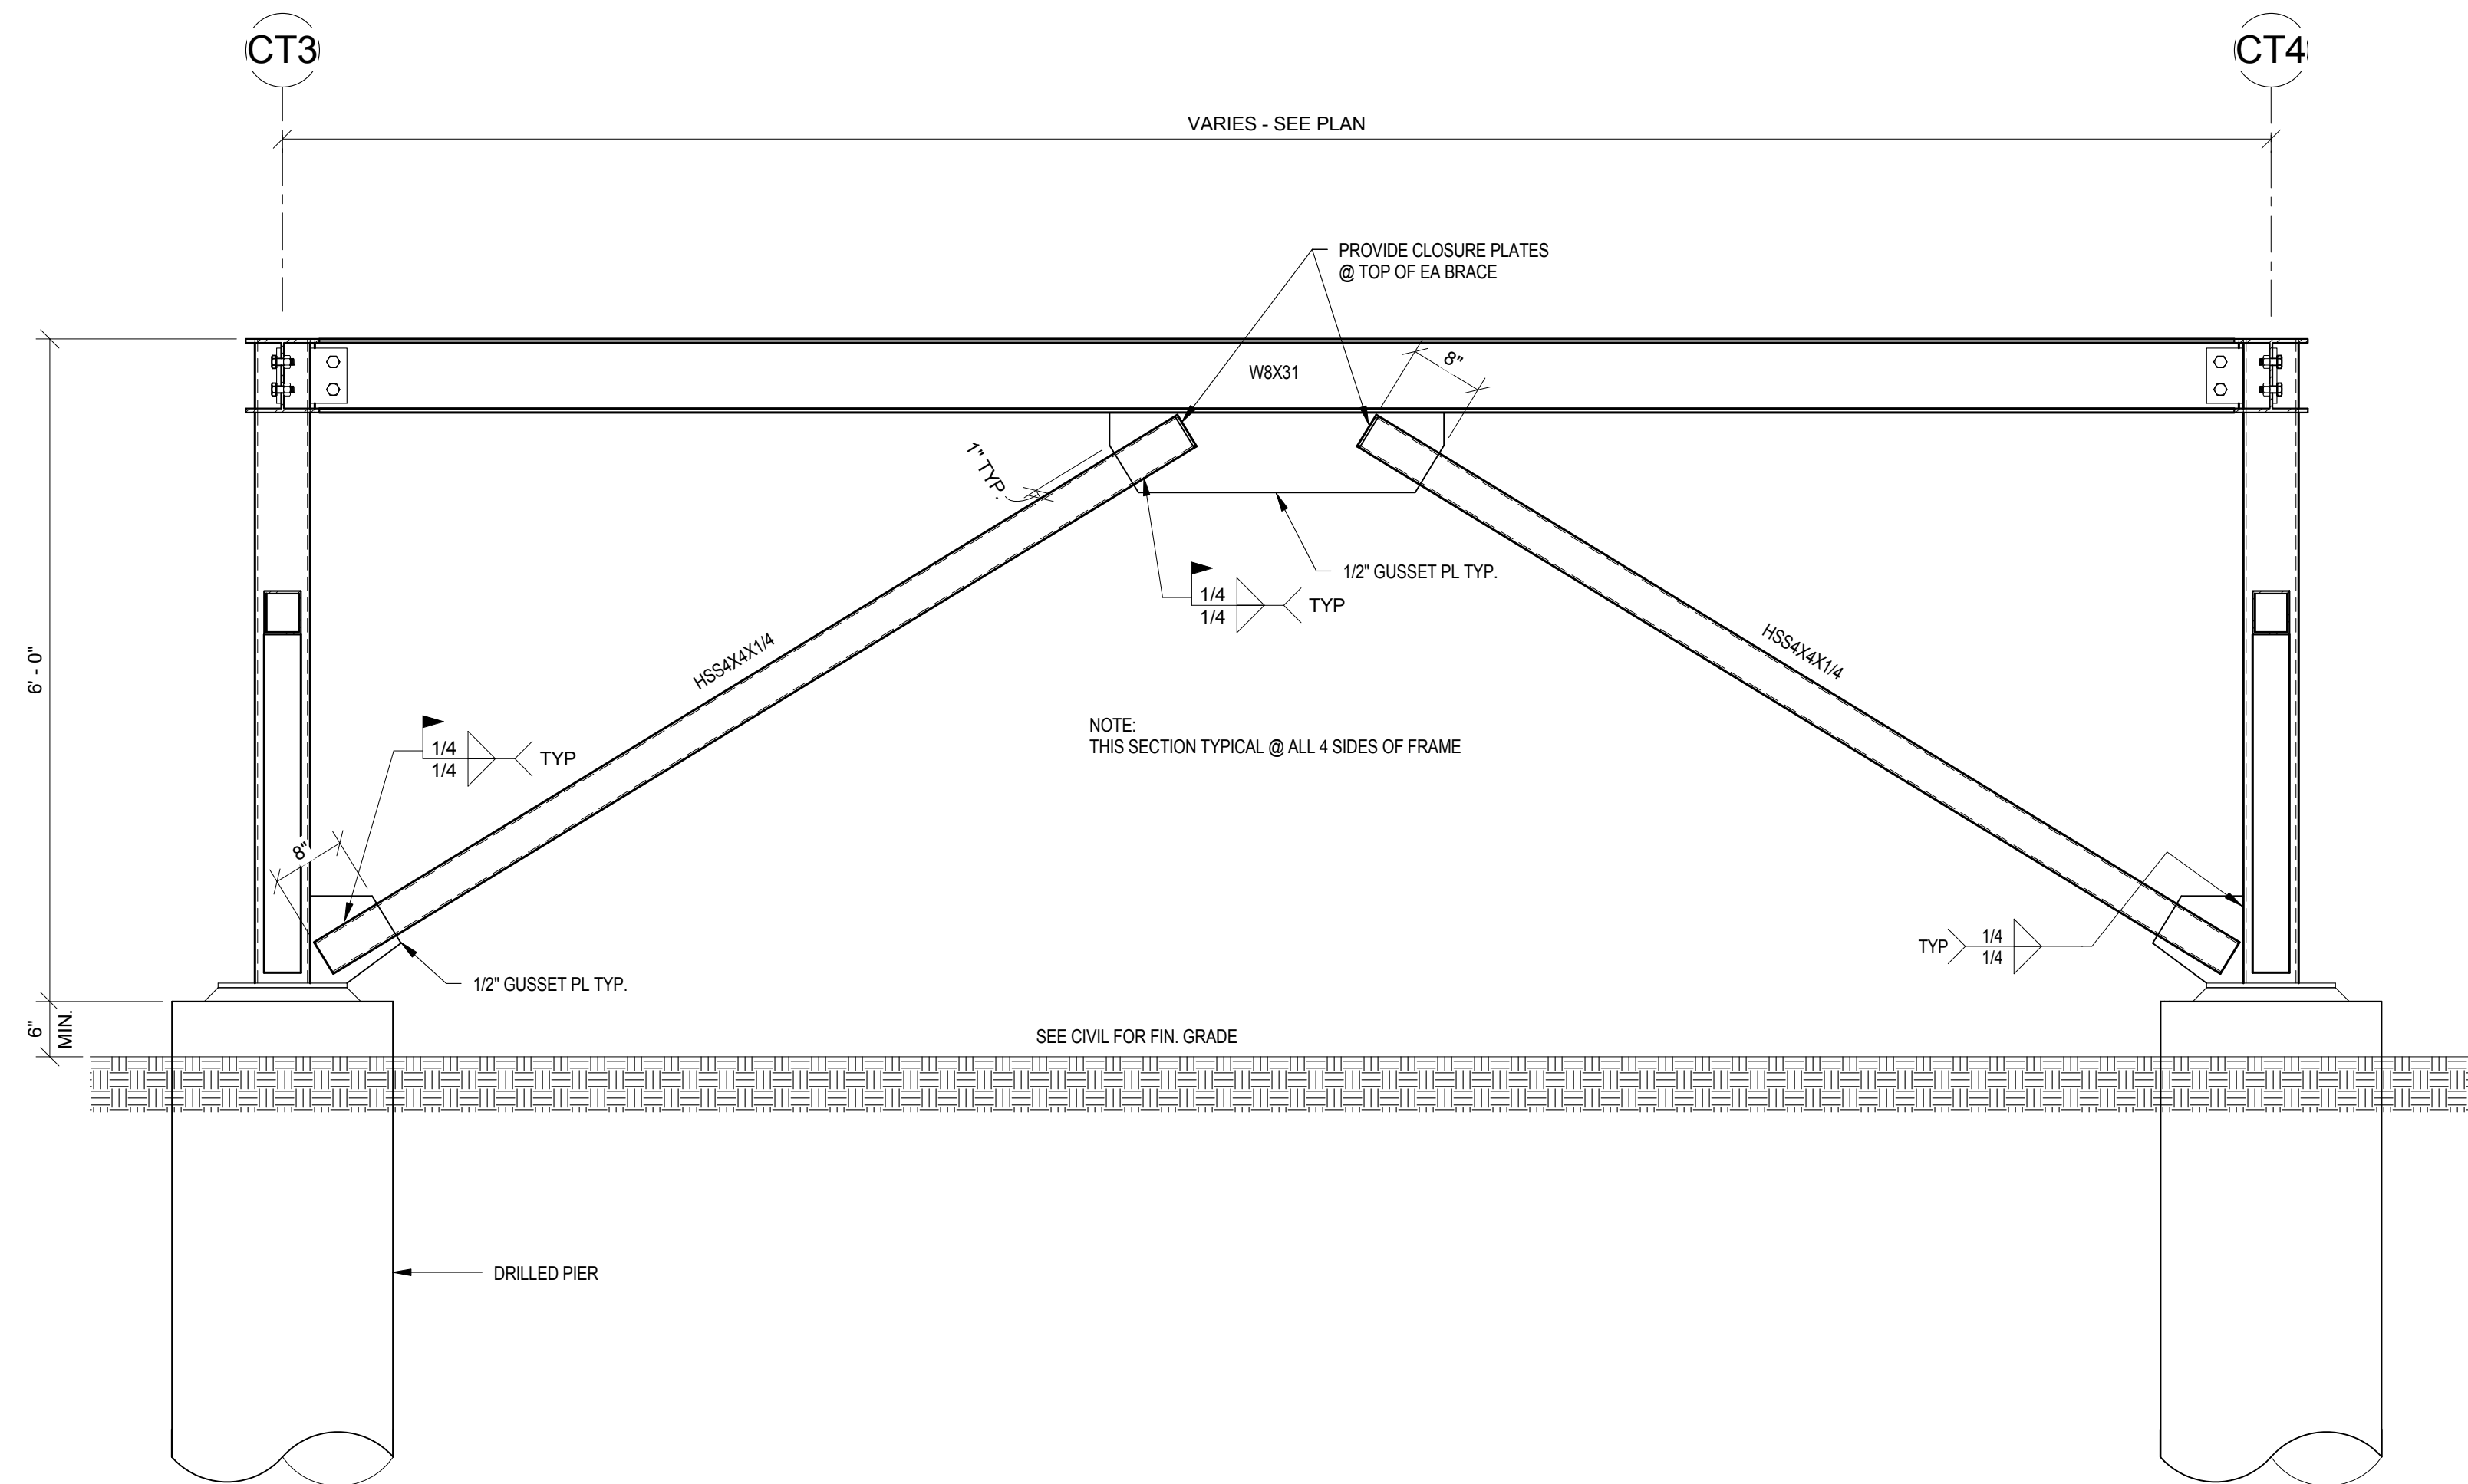 CT3
CT4
VARIES - SEE PLAN
PROVIDE CLOSURE PLATES
@ TOP OF EA BRACE
W8X31
8"
1" TYP.
1/2" GUSSET PL TYP.
1/4
1/4
TYP
HSS4X4X1/4
HSS4X4X1/4
6' - 0"
NOTE:
THIS SECTION TYPICAL @ ALL 4 SIDES OF FRAME
1/4
1/4
TYP
8"
TYP
1/4
1/4
1/2" GUSSET PL TYP.
6"
MIN.
SEE CIVIL FOR FIN. GRADE
DRILLED PIER